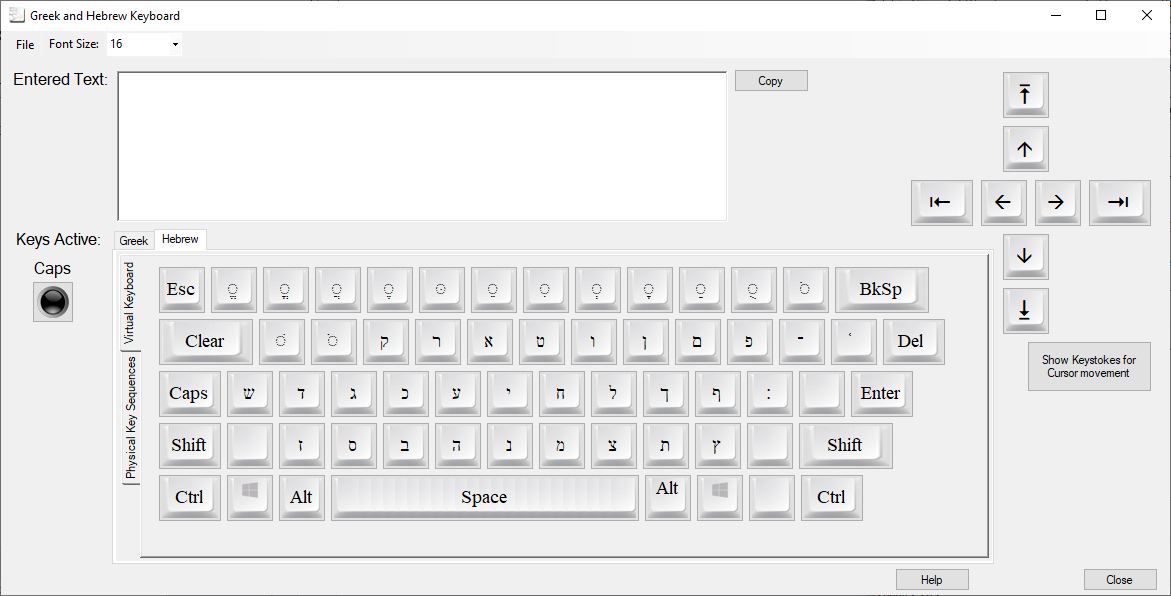 Greek and Hebrew Keyboard
File Font Size: 16
Entered Text:
Copy
Keys Active:
Caps
Greek Hebrew
Virtual Keyboard
Physical Key Sequences
Esc BkSp
Clear ק ר א ט ו ן ם פ ־ Del
Caps ש ד ג כ ע י ח ל ך ף : Enter
Shift ז ס ב ה נ מ צ ת ץ Shift
Ctrl Alt Space Alt Ctrl
Show Keystokes for
Cursor movement
Help Close